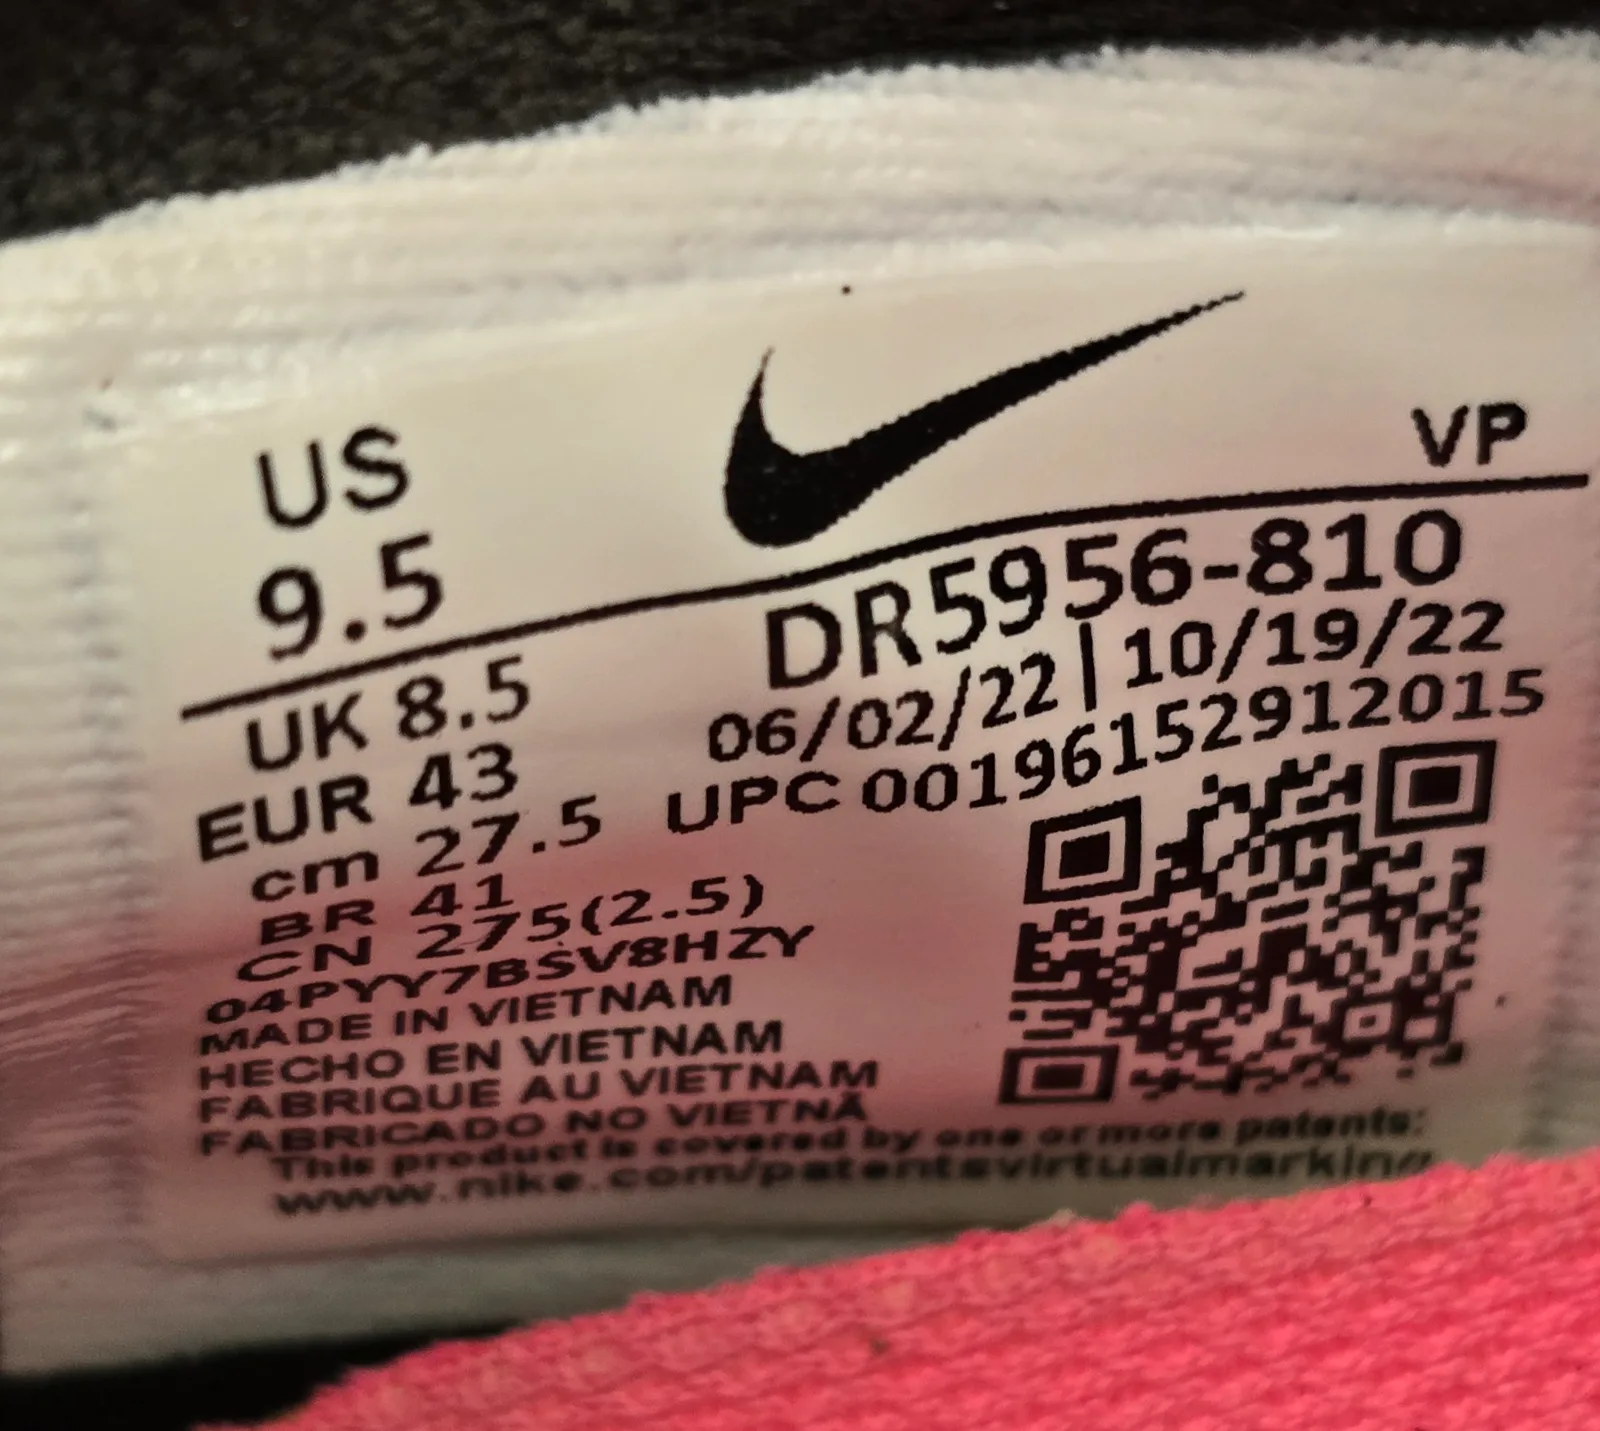 US
9.5
VP
DR5956-810
06/02/22|10/19/22
UPC 00196152912015
UK 8.5
EUR 43
cm 27.5
BR 41
CN 275(2.5)
04PYY7BSV8HZY
MADE IN VIETNAM
HECHO EN VIETNAM
FABRIQUE AU VIETNAM
FABRICADO NO VIETNÃ
This product is covered by one or more patents:
www.nike.com/patentsvirtualmarking